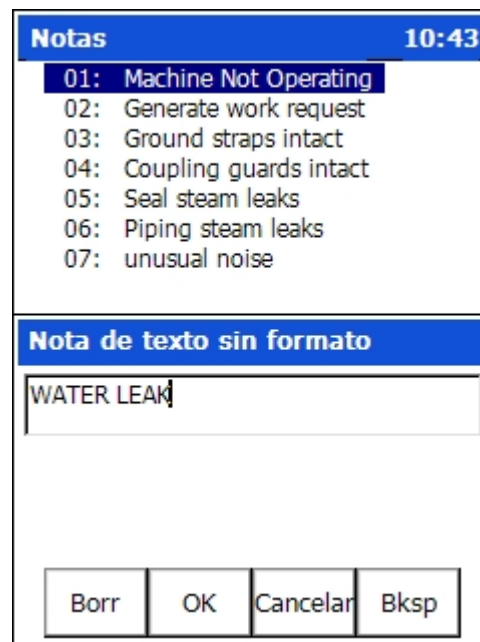 Notas 10:43
01: Machine Not Operating
02: Generate work request
03: Ground straps intact
04: Coupling guards intact
05: Seal steam leaks
06: Piping steam leaks
07: unusual noise
Nota de texto sin formato
WATER LEAK
Borr OK Cancelar Bksp